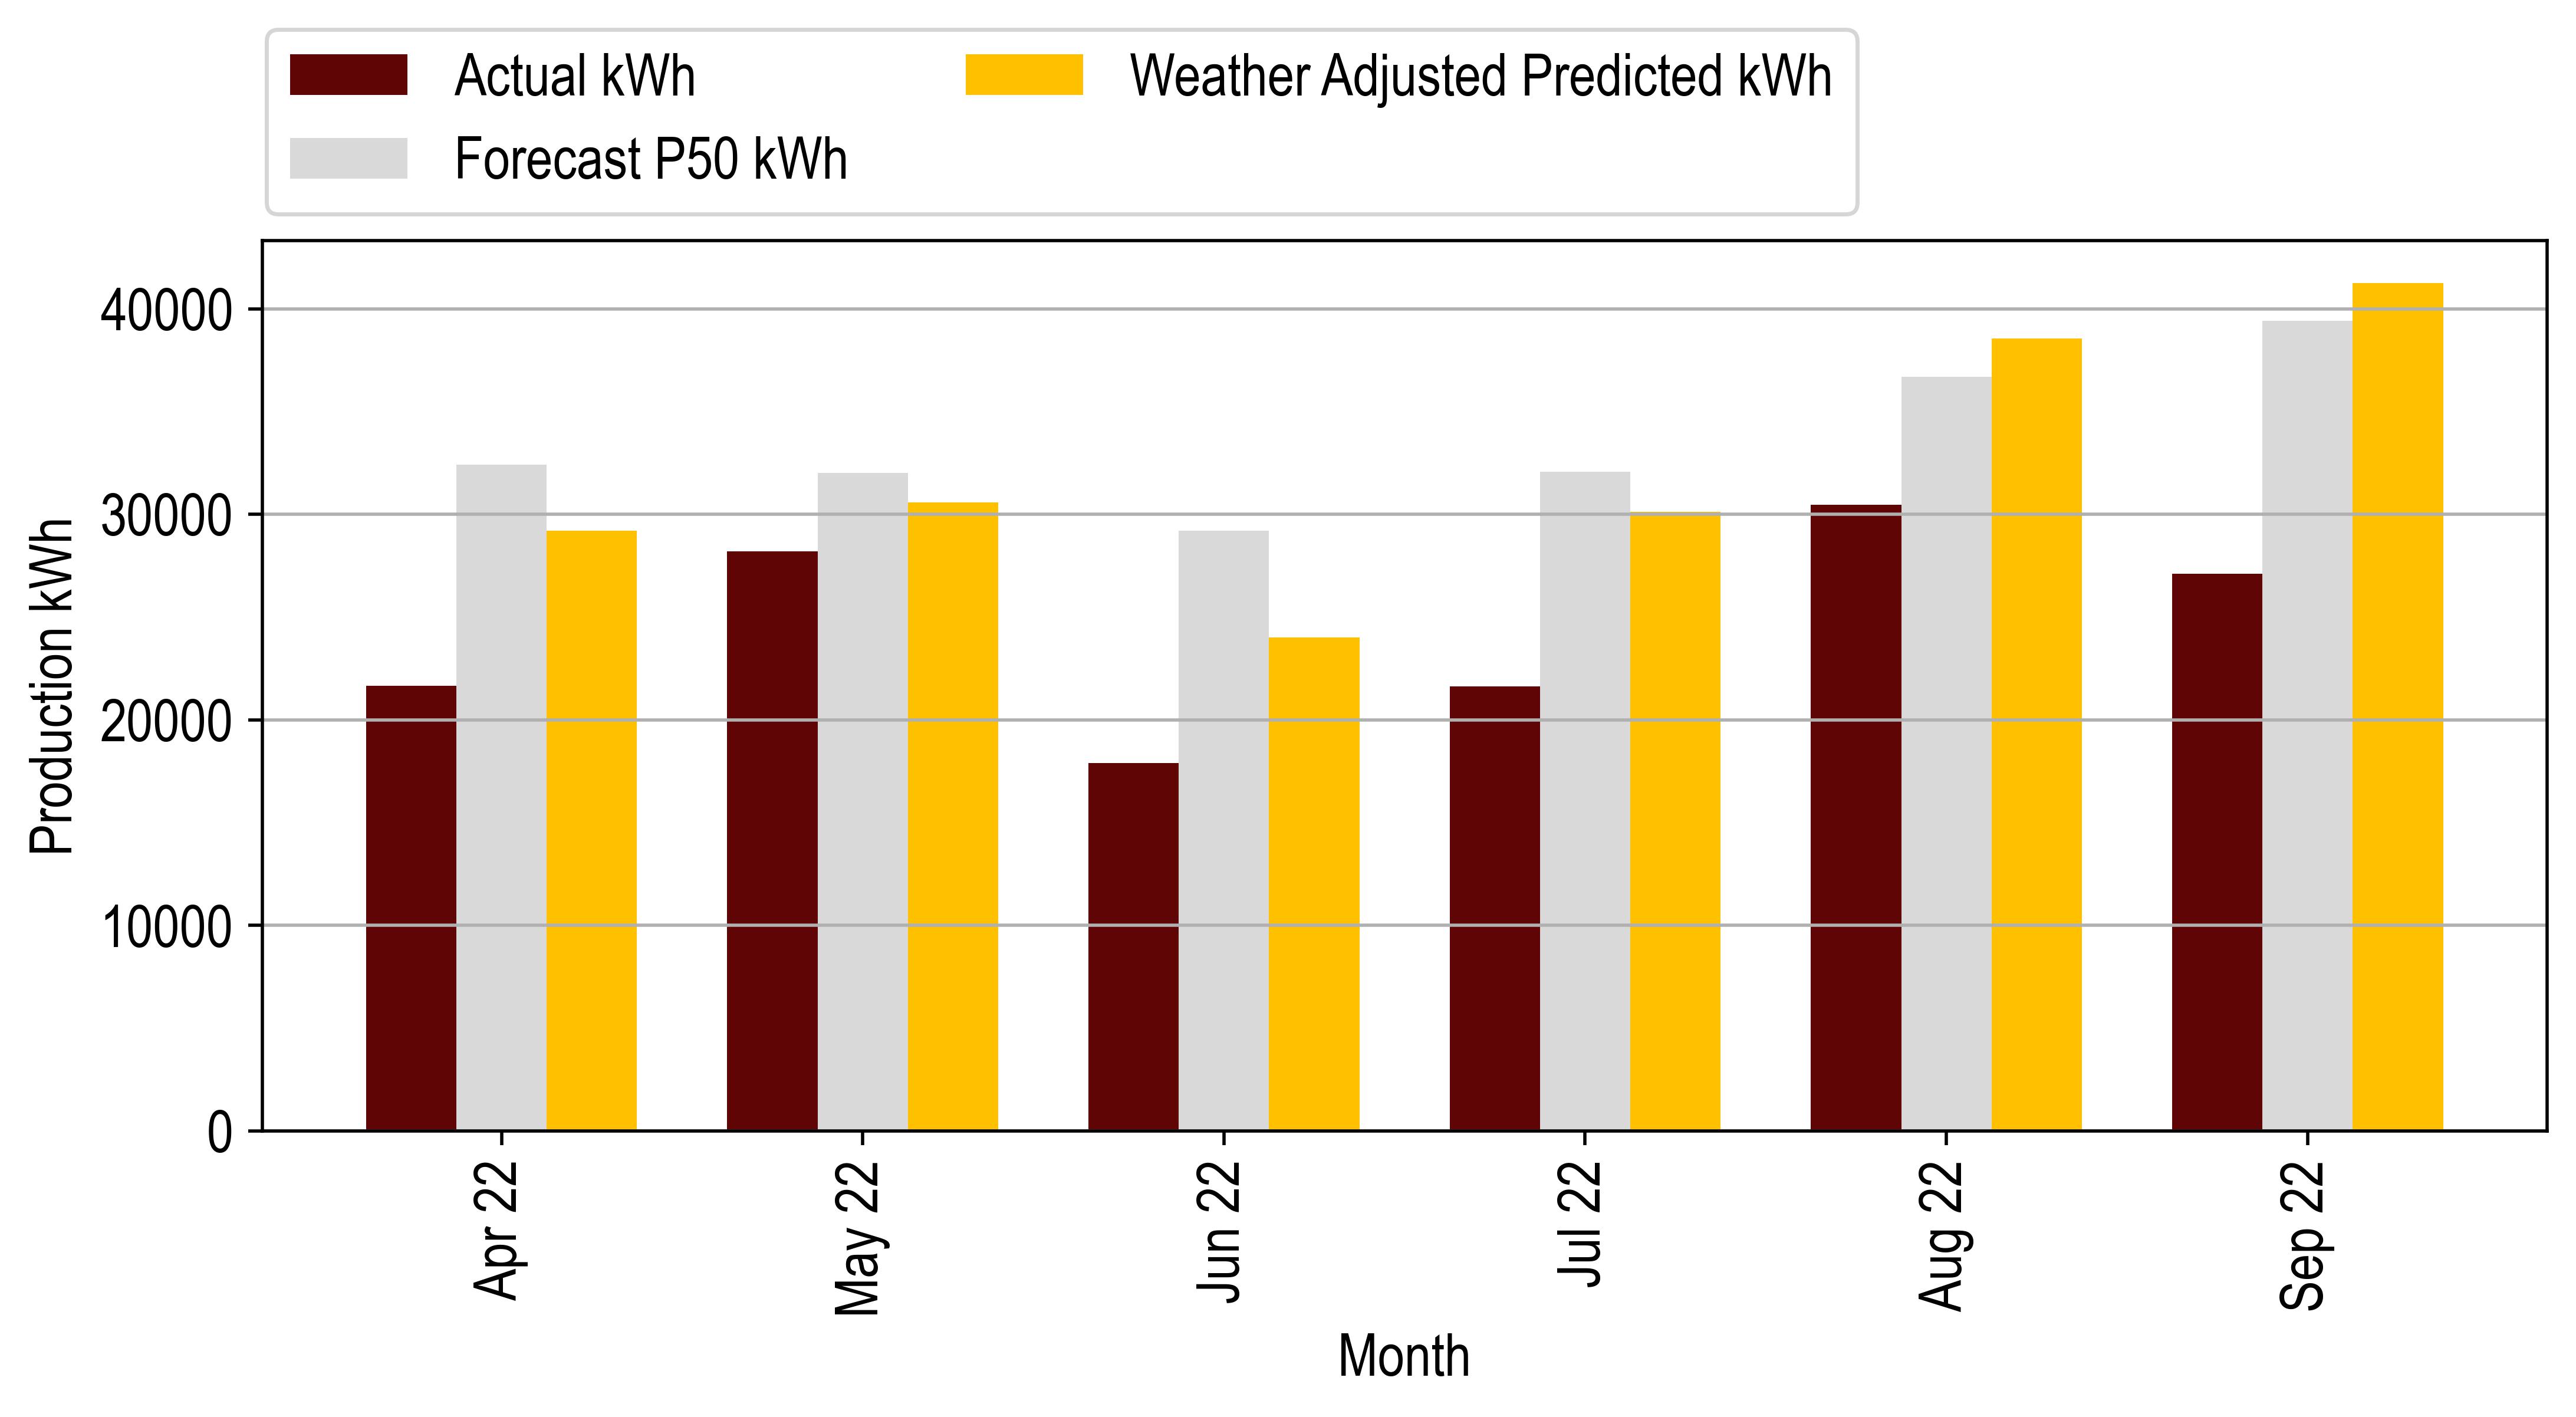 Actual kWh
Forecast P50 kWh
Weather Adjusted Predicted kWh
Production kWh
40000
30000
20000
10000
0
Apr 22
May 22
Jun 22
Jul 22
Aug 22
Sep 22
Month